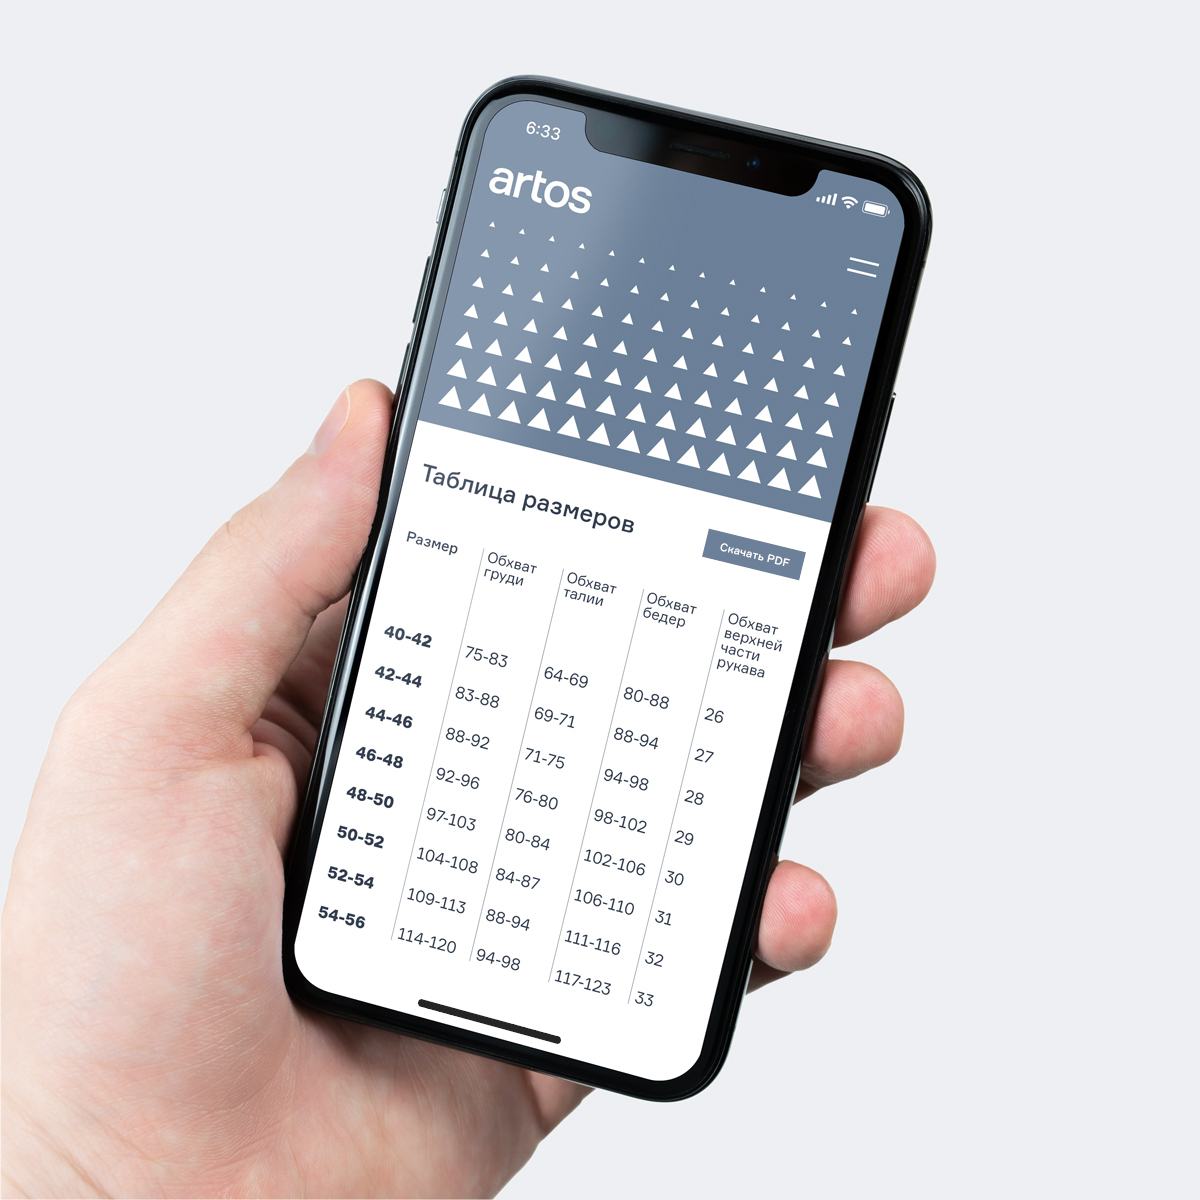 6:33
artos
Таблица размеров
Скачать PDF
Размер
Обхват
груди
Обхват
талии
Обхват
бедер
Обхват
верхней
части
рукава
40-42 75-83 64-69 80-88 26
42-44 83-88 69-71 88-94 27
44-46 88-92 71-75 94-98 28
46-48 92-96 76-80 98-102 29
48-50 97-103 80-84 102-106 30
50-52 104-108 84-87 106-110 31
52-54 109-113 88-94 111-116 32
54-56 114-120 94-98 117-123 33